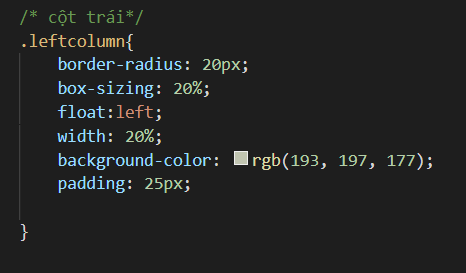 /* cột trái*/
.leftcolumn{
border-radius: 20px;
box-sizing: 20%;
float:left;
width: 20%;
background-color: rgb(193, 197, 177);
padding: 25px;
}